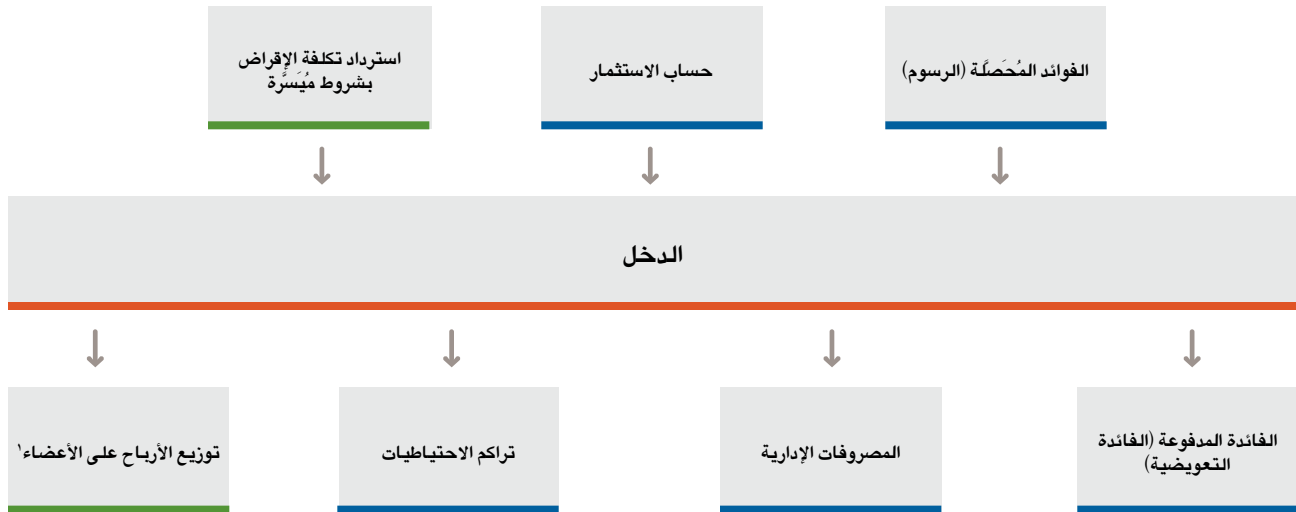 الفوائد المُحَصَّلة (الرسوم)
حساب الاستثمار
استرداد تكلفة الإقراض
بشروط مُيَسَّرة
الدخل
الفائدة المدفوعة (الفائدة
التعويضية)
المصروفات الإدارية
تراكم الاحتياطيات
توزيع الأرباح على الأعضاء١